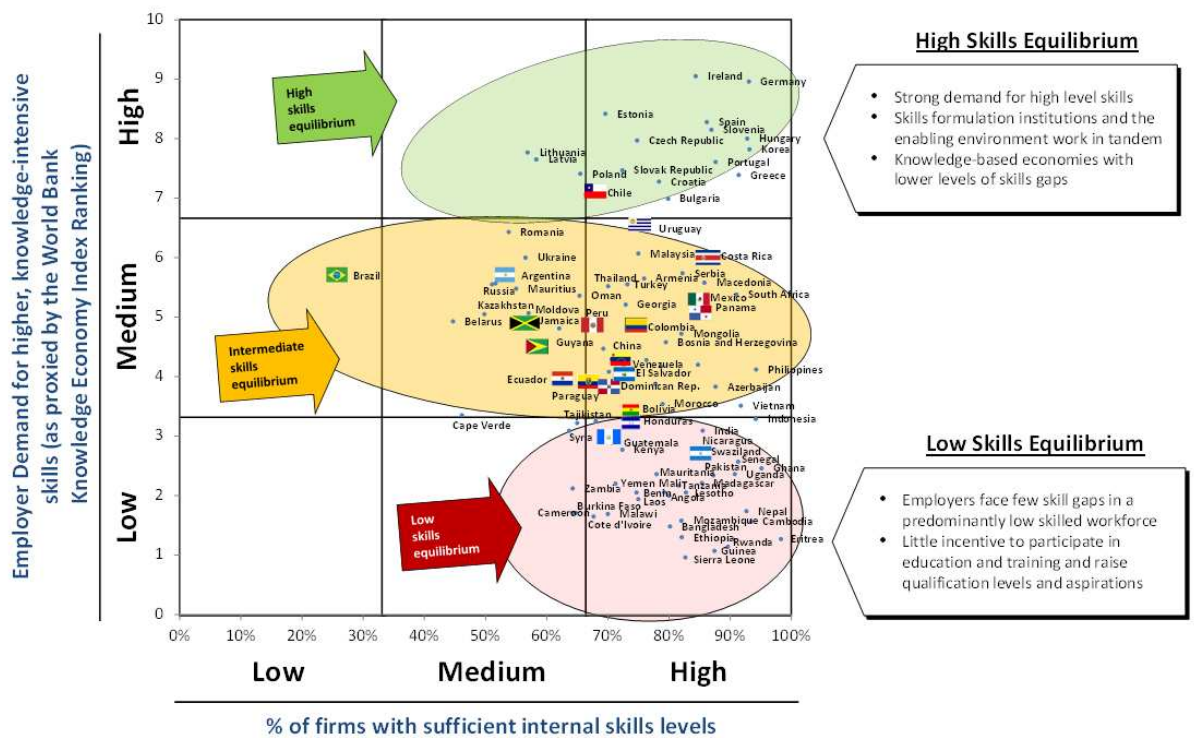 Employer Demand for higher, knowledge-intensive
skills (as proxied by the World Bank
Knowledge Economy Index Ranking)
High
Medium
Low
10
9
8
7
6
5
4
3
2
1
0
0%
10%
20%
30%
40%
50%
60%
70%
80%
90%
100%
Low
Medium
High
% of firms with sufficient internal skills levels
High
skills
equilibrium
Intermediate
skills
equilibrium
Low
skills
equilibrium
Ireland
Germany
Estonia
Spain
Slovenia
Hungary
Czech Republic
Korea
Lithuania
Latvia
Portugal
Slovak Republic
Poland
Greece
Croatia
Chile
Bulgaria
Uruguay
Romania
Malaysia
Costa Rica
Ukraine
Brazil
Argentina
Thailand
Armenia
Serbia
Turkey
Macedonia
Russia
Mauritius
Oman
Mexico
South Africa
Kazakhstan
Moldova
Peru
Georgia
Panama
Belarus
Jamaica
Colombia
Mongolia
Guyana
China
Bosnia and Herzegovina
Venezuela
El Salvador
Philippines
Ecuador
Dominican Rep.
Azerbaijan
Paraguay
Morocco
Vietnam
Bolivia
Tajikistan
Cape Verde
Honduras
Indonesia
Syria
India
Guatemala
Nicaragua
Kenya
Swaziland
Senegal
Mauritania
Pakistan
Ghana
Uganda
Yemen
Mali
Tanzania
Madagascar
Zambia
Benin
Lesotho
Laos
Angola
Burkina Faso
Cameroon
Malawi
Nepal
Cote d'Ivoire
Mozambique
Cambodia
Bangladesh
Ethiopia
Rwanda
Eritrea
Guinea
Sierra Leone
High Skills Equilibrium
• Strong demand for high level skills
• Skills formulation institutions and the
enabling environment work in tandem
• Knowledge-based economies with
lower levels of skills gaps
Low Skills Equilibrium
• Employers face few skill gaps in a
predominantly low skilled workforce
• Little incentive to participate in
education and training and raise
qualification levels and aspirations